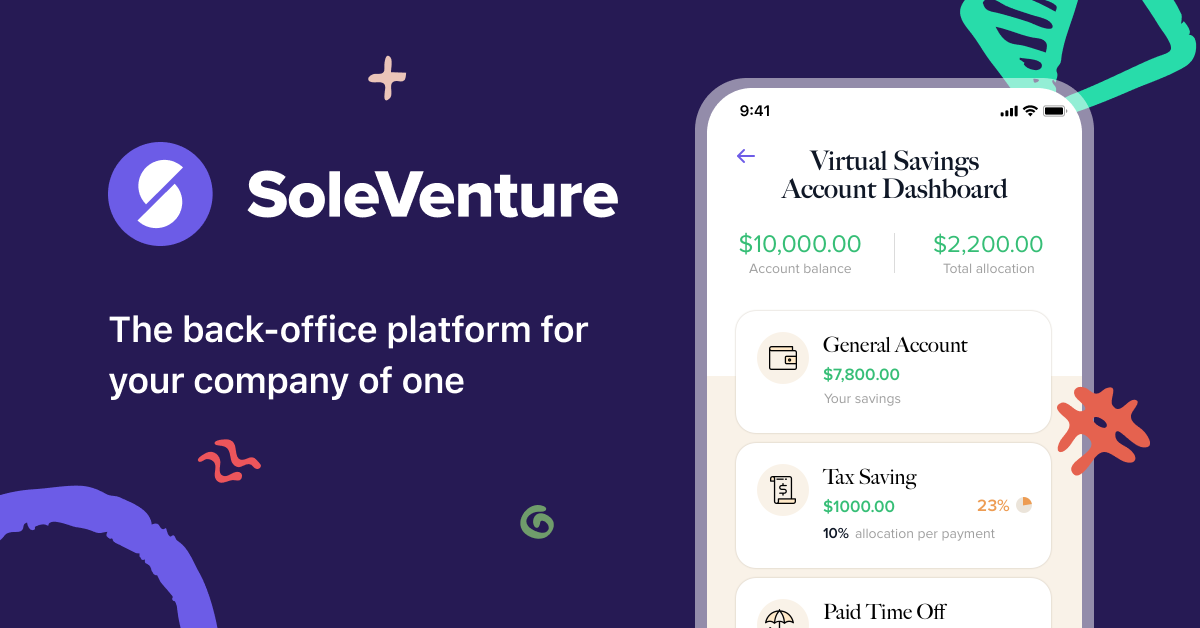 SoleVenture
The back-office platform for
your company of one
9:41
Virtual Savings
Account Dashboard
$10,000.00
Account balance
$2,200.00
Total allocation
General Account
$7,800.00
Your savings
Tax Saving
$1000.00
23%
10% allocation per payment
Paid Time Off